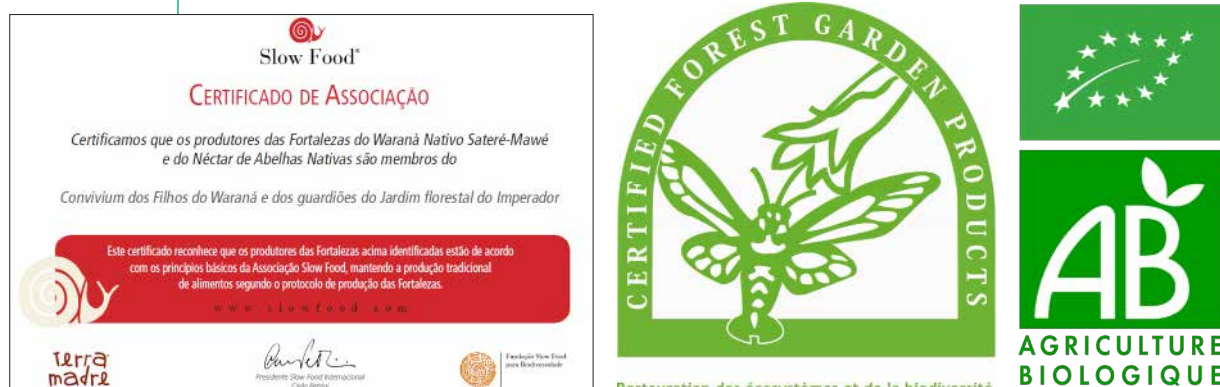 Slow Food®
CERTIFICADO DE ASSOCIAÇÃO
Certificamos que os produtores das Fortalezas do Waranà Nativo Sateré-Mawé
e do Néctar de Abelhas Nativas são membros do
Convivium dos Filhos do Waraná e dos guardiões do Jardim florestal do Imperador
Este certificado reconhece que os produtores das Fortalezas acima identificadas estão de acordo
com os princípios básicos da Associação Slow Food, mantendo a produção tradicional
de alimentos segundo o protocolo de produção das Fortalezas.
www.slowfood.com
Terra
madre
Presidente Slow Food Internacional
Carlo Petrini
Fundação Slow Food
para Biodiversidade
CERTIFIED FOREST GARDEN PRODUCTS
Restauration des écosystèmes et de la biodiversité
AB
AGRICULTURE
BIOLOGIQUE